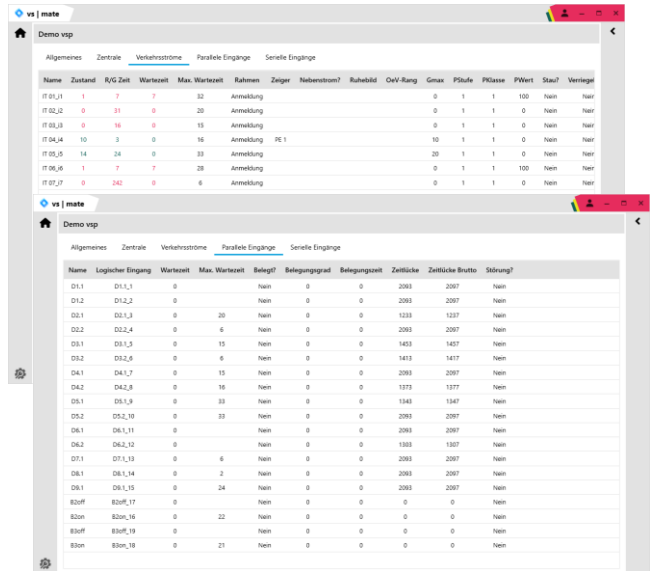 vs | mate
Demo vsp
Allgemeines Zentrale Verkehrsströme Parallele Eingänge Serielle Eingänge
Name Zustand R/G Zeit Wartezeit Max. Wartezeit Rahmen Zeiger Nebenstrom? Ruhebild OeV-Rang Gmax PStufe PKlasse PWert Stau? Verriegel
IT 01_i1 1 7 7 32 Anmeldung 0 1 1 100 Nein Nein
IT 02_i2 0 31 0 20 Anmeldung 0 1 1 0 Nein Nein
IT 03_i3 0 16 0 15 Anmeldung 0 1 1 0 Nein Nein
IT 04_i4 10 3 0 16 Anmeldung PE 1 10 1 1 0 Nein Nein
IT 05_i5 14 24 0 33 Anmeldung 20 1 1 0 Nein Nein
IT 06_i6 1 7 7 28 Anmeldung 0 1 1 100 Nein Nein
IT 07_i7 0 242 0 6 Anmeldung 0 1 1 0 Nein Nein
vs | mate
Demo vsp
Allgemeines Zentrale Verkehrsströme Parallele Eingänge Serielle Eingänge
Name Logischer Eingang Wartezeit Max. Wartezeit Belegt? Belegungsgrad Belegungszeit Zeitlücke Zeitlücke Brutto Störung?
D1.1 D1.1_1 0 Nein 0 0 2093 2097 Nein
D1.2 D1.2_2 0 Nein 0 0 2093 2097 Nein
D2.1 D2.1_3 0 20 Nein 0 0 1233 1237 Nein
D2.2 D2.2_4 0 6 Nein 0 0 2093 2097 Nein
D3.1 D3.1_5 0 15 Nein 0 0 1453 1457 Nein
D3.2 D3.2_6 0 6 Nein 0 0 1413 1417 Nein
D4.1 D4.1_7 0 15 Nein 0 0 2093 2097 Nein
D4.2 D4.2_8 0 16 Nein 0 0 1373 1377 Nein
D5.1 D5.1_9 0 33 Nein 0 0 1343 1347 Nein
D5.2 D5.2_10 0 33 Nein 0 0 2093 2097 Nein
D6.1 D6.1_11 0 Nein 0 0 2093 2097 Nein
D6.2 D6.2_12 0 Nein 0 0 1303 1307 Nein
D7.1 D7.1_13 0 6 Nein 0 0 2093 2097 Nein
D8.1 D8.1_14 0 2 Nein 0 0 2093 2097 Nein
D9.1 D9.1_15 0 24 Nein 0 0 2093 2097 Nein
B2off B2off_17 0 Nein 0 0 0 0 Nein
B2on B2on_16 0 22 Nein 0 0 0 0 Nein
B3off B3off_19 0 Nein 0 0 0 0 Nein
B3on B3on_18 0 21 Nein 0 0 0 0 Nein